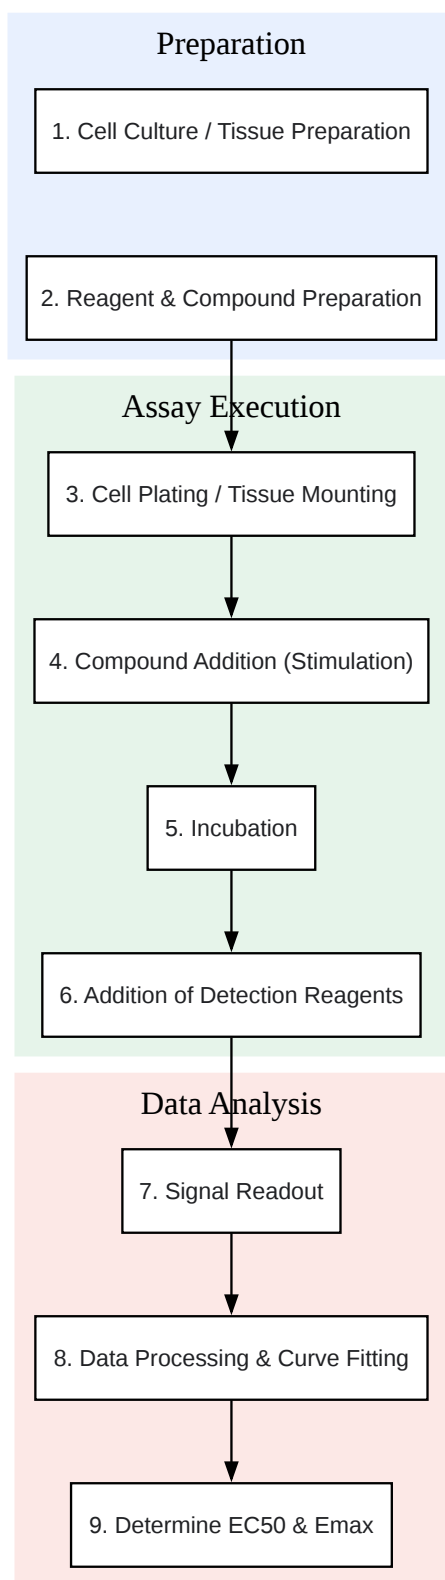 Preparation
1. Cell Culture / Tissue Preparation
2. Reagent & Compound Preparation
Assay Execution
3. Cell Plating / Tissue Mounting
4. Compound Addition (Stimulation)
5. Incubation
6. Addition of Detection Reagents
Data Analysis
7. Signal Readout
8. Data Processing & Curve Fitting
9. Determine EC50 & Emax